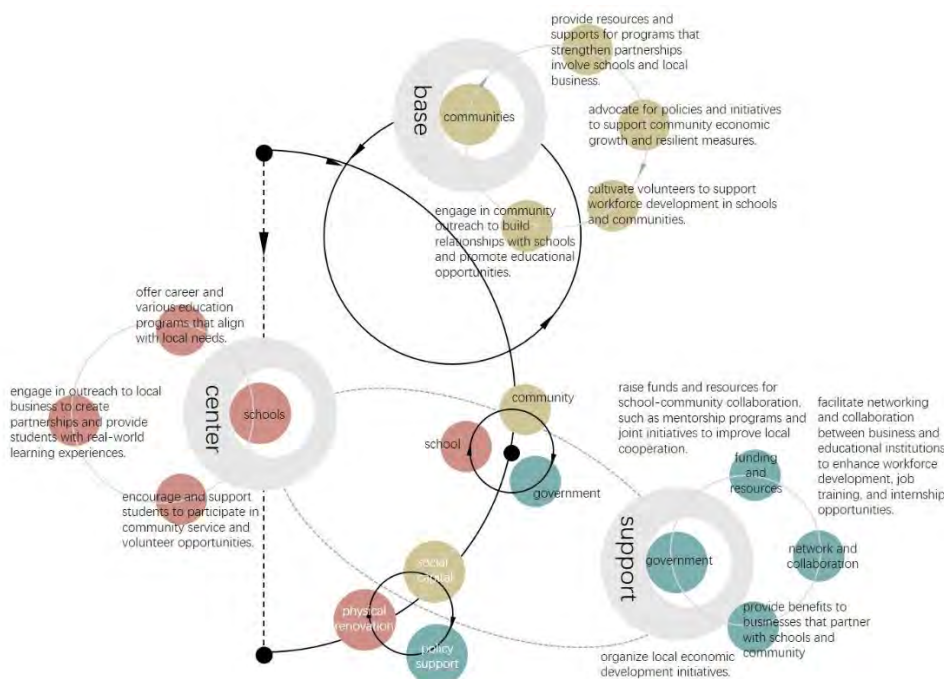 provide resources and
supports for programs that
strengthen partnerships
involve schools and local
business.
base
communities
advocate for policies and initiatives
to support community economic
growth and resilient measures.
cultivate volunteers to support
workforce development in
schools and communities.
engage in community
outreach to build
relationships with schools
and promote educational
opportunities.
offer career and
various education
programs that align
with local needs.
engage in outreach to local
business to create
partnerships and provide
students with real-world
learning experiences.
center
schools
encourage and support
students to participate in
community service and
volunteer opportunities.
community
school
government
raise funds and resources for
school-community collaboration,
such as mentorship programs and
joint initiatives to improve local
cooperation.
facilitate networking
and collaboration
between business and
educational institutions
to enhance workforce
development, job
training, and internship
opportunities.
funding
and
resources
support
government
network and
collaboration
provide benefits to
businesses that partner
with schools and
community
organize local economic
development initiatives.
social
capital
physical
renovation
policy
support